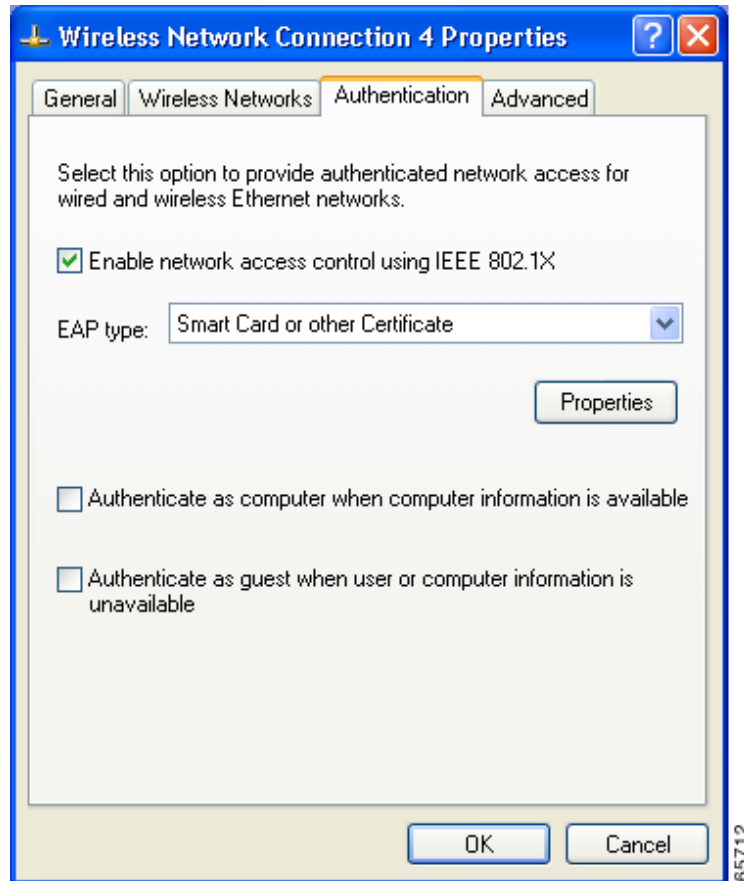 Wireless Network Connection 4 Properties
?
General
Wireless Networks
Authentication
Advanced
Select this option to provide authenticated network access for
wired and wireless Ethernet networks.
Enable network access control using IEEE 802.1X
EAP type:
Smart Card or other Certificate
Properties
Authenticate as computer when computer information is available
Authenticate as guest when user or computer information is
unavailable
OK
Cancel
65712